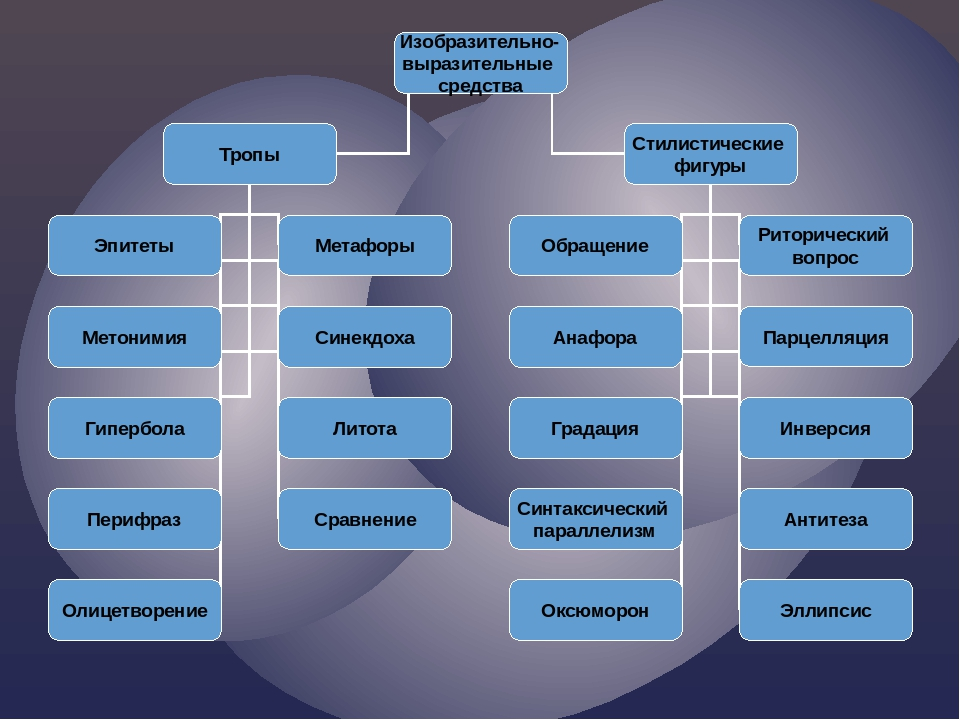 Изобразительно-
выразительные
средства
Тропы
Стилистические
фигуры
Эпитеты
Метафоры
Обращение
Риторический
вопрос
Метонимия
Синекдоха
Анафора
Парцелляция
Гипербола
Литота
Градация
Инверсия
Перифраз
Сравнение
Синтаксический
параллелизм
Антитеза
Олицетворение
Оксюморон
Эллипсис